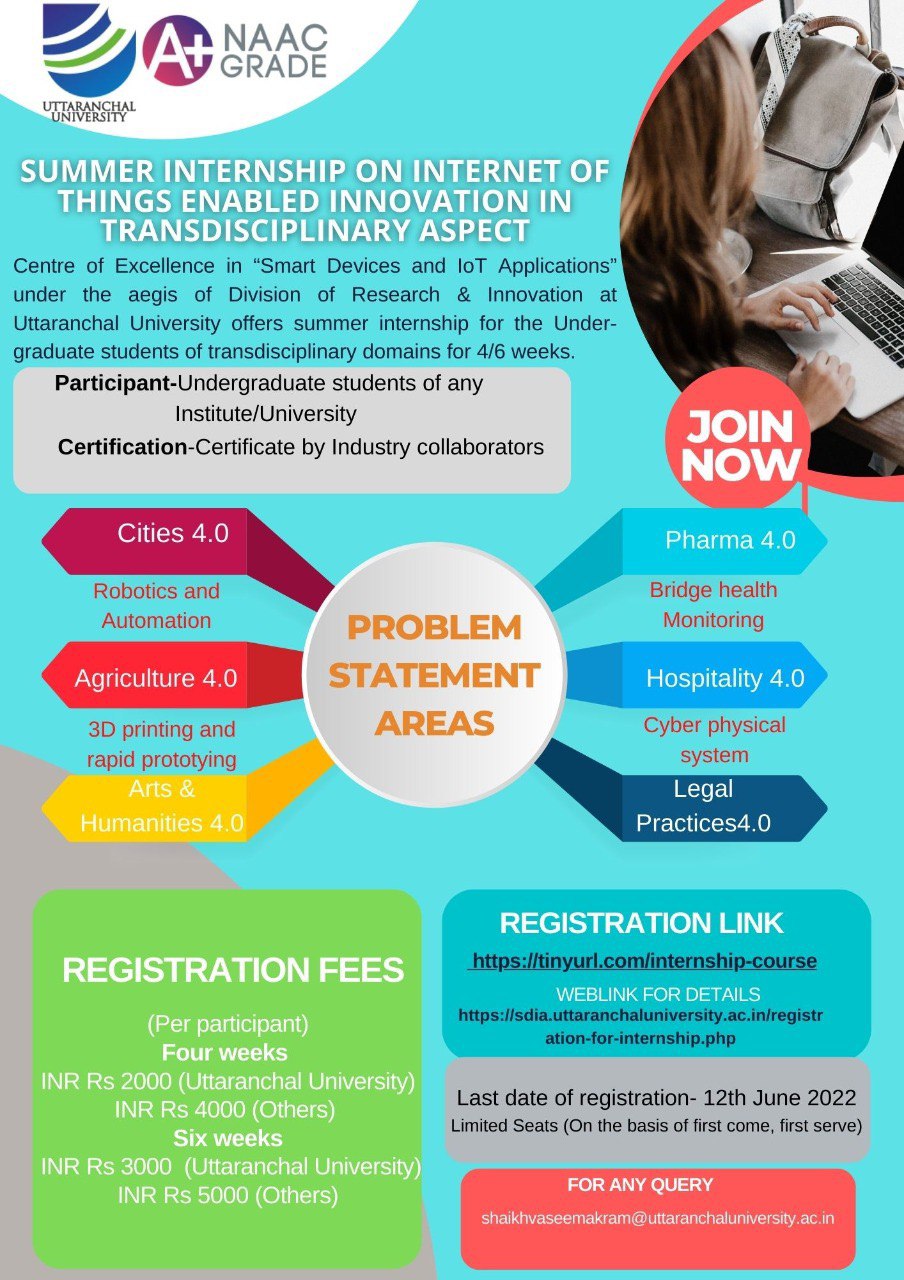 UTTARANCHAL
UNIVERSITY
A+
NAAC
GRADE
SUMMER INTERNSHIP ON INTERNET OF
THINGS ENABLED INNOVATION IN
TRANSDISCIPLINARY ASPECT
Centre of Excellence in “Smart Devices and IoT Applications”
under the aegis of Division of Research & Innovation at
Uttaranchal University offers summer internship for the Under-
graduate students of transdisciplinary domains for 4/6 weeks.
Participant-Undergraduate students of any
Institute/University
Certification-Certificate by Industry collaborators
JOIN
NOW
Cities 4.0
Robotics and
Automation
Agriculture 4.0
3D printing and
rapid prototying
Arts &
Humanities 4.0
PROBLEM
STATEMENT
AREAS
Pharma 4.0
Bridge health
Monitoring
Hospitality 4.0
Cyber physical
system
Legal
Practices4.0
REGISTRATION FEES
(Per participant)
Four weeks
INR Rs 2000 (Uttaranchal University)
INR Rs 4000 (Others)
Six weeks
INR Rs 3000  (Uttaranchal University)
INR Rs 5000 (Others)
REGISTRATION LINK
https://tinyurl.com/internship-course
WEBLINK FOR DETAILS
https://sdia.uttaranchaluniversity.ac.in/registr
ation-for-internship.php
Last date of registration- 12th June 2022
Limited Seats (On the basis of first come, first serve)
FOR ANY QUERY
shaikhvaseemakram@uttaranchaluniversity.ac.in